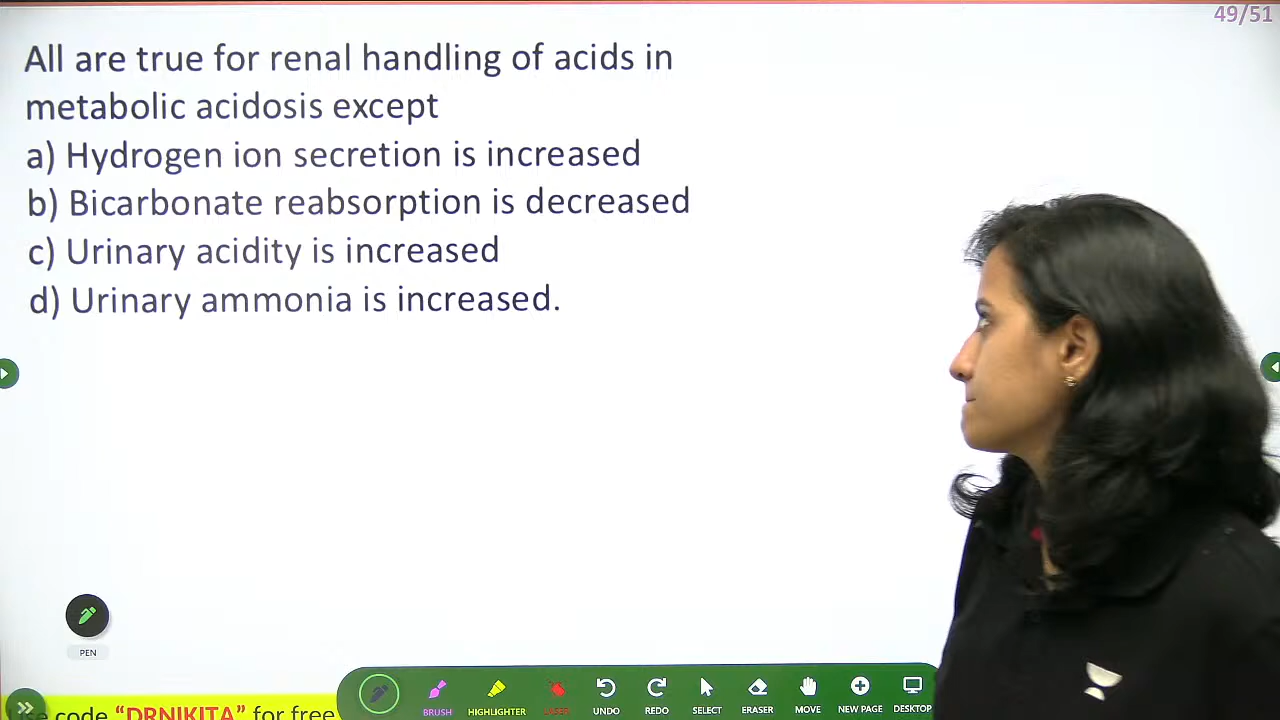 49/51
All are true for renal handling of acids in
metabolic acidosis except
a) Hydrogen ion secretion is increased
b) Bicarbonate reabsorption is decreased
c) Urinary acidity is increased
d) Urinary ammonia is increased.
PEN
code "DRNIKITA" for free
BRUSH HIGHLIGHTER LASER UNDO REDO SELECT ERASER MOVE NEW PAGE DESKTOP